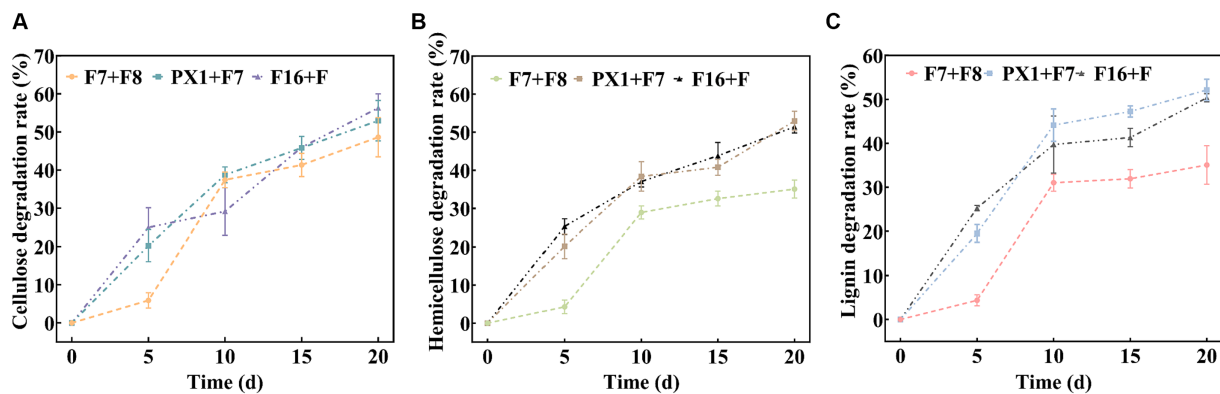 A
Cellulose degradation rate (%)
70
60
50
40
30
20
10
0
F7+F8 PX1+F7 F16+F
0 5 10 15 20
Time (d)
B
Hemicellulose degradation rate (%)
70
60
50
40
30
20
10
0
F7+F8 PX1+F7 F16+F
0 5 10 15 20
Time (d)
C
Lignin degradation rate (%)
60
50
40
30
20
10
0
F7+F8 PX1+F7 F16+F
0 5 10 15 20
Time (d)